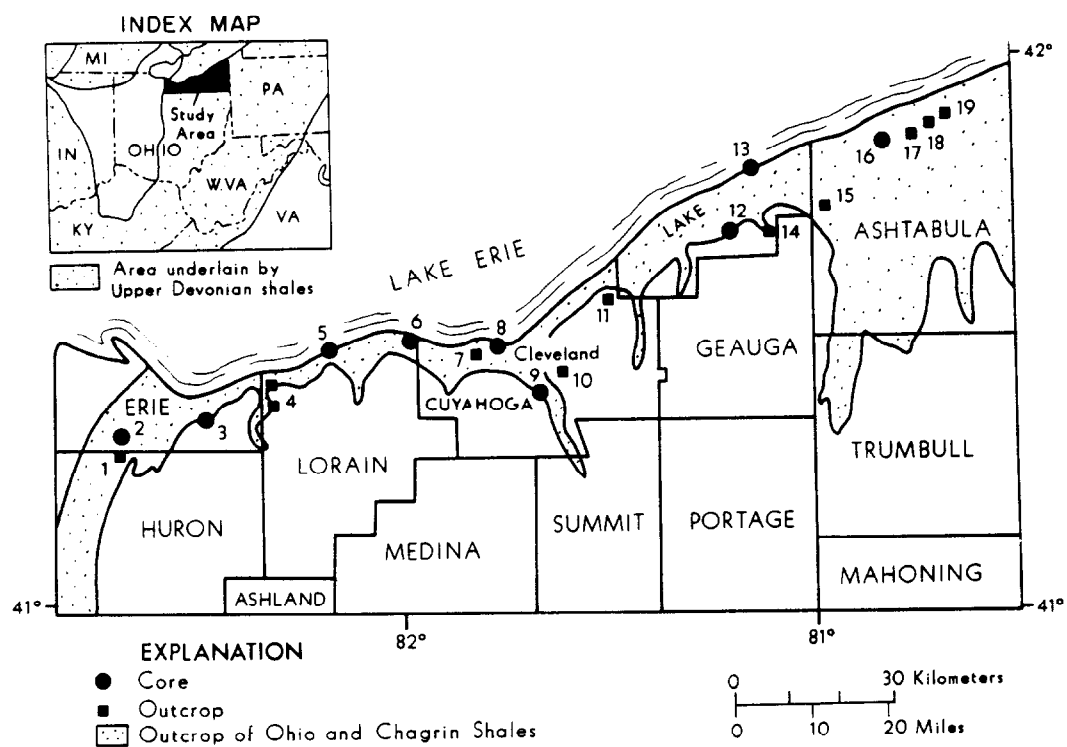 INDEX MAP
MI
PA
Study
Area
IN
OHIO
W.VA
KY
VA
Area underlain by
Upper Devonian shales
42°
19
18
17
16
13
15
LAKE
12
14
ASHTABULA
LAKE ERIE
11
5
6
8
7
Cleveland
GEAUGA
10
9
ERIE
CUYAHOGA
4
2
3
1
LORAIN
TRUMBULL
HURON
SUMMIT
PORTAGE
MEDINA
MAHONING
ASHLAND
41°
41°
82°
81°
EXPLANATION
Core
Outcrop
Outcrop of Ohio and Chagrin Shales
0 30 Kilometers
0 10 20 Miles